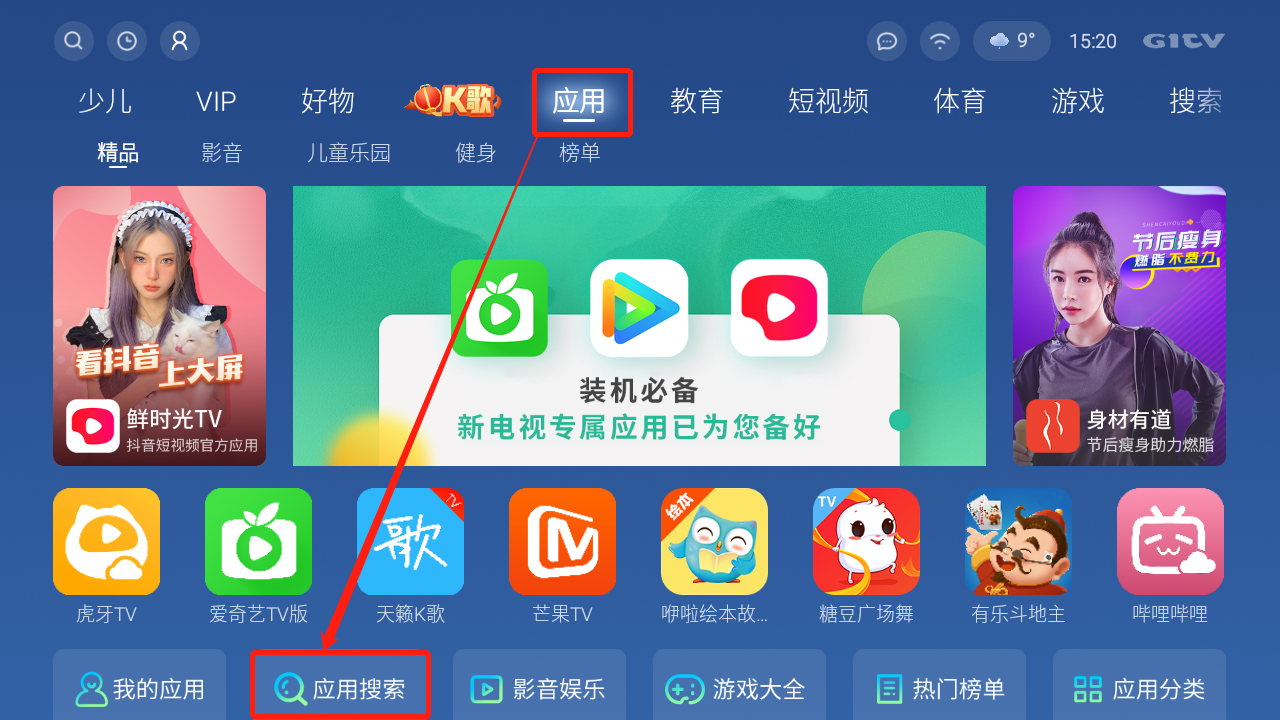 9°
15:20
G1TV
少儿
VIP
好物
K歌
应用
教育
短视频
体育
游戏
搜索
精品
影音
儿童乐园
健身
榜单
看抖音
上大屏
鲜时光TV
抖音短视频官方应用
装机必备
新电视专属应用已为您备好
SHENCAIYOUD
节后瘦身
燃脂不费力
身材有道
节后瘦身助力燃脂
歌
TV
绘本
TV
虎牙TV
爱奇艺TV版
天籁K歌
芒果TV
咿啦绘本故...
糖豆广场舞
有乐斗地主
哔哩哔哩
我的应用
应用搜索
影音娱乐
游戏大全
热门榜单
应用分类